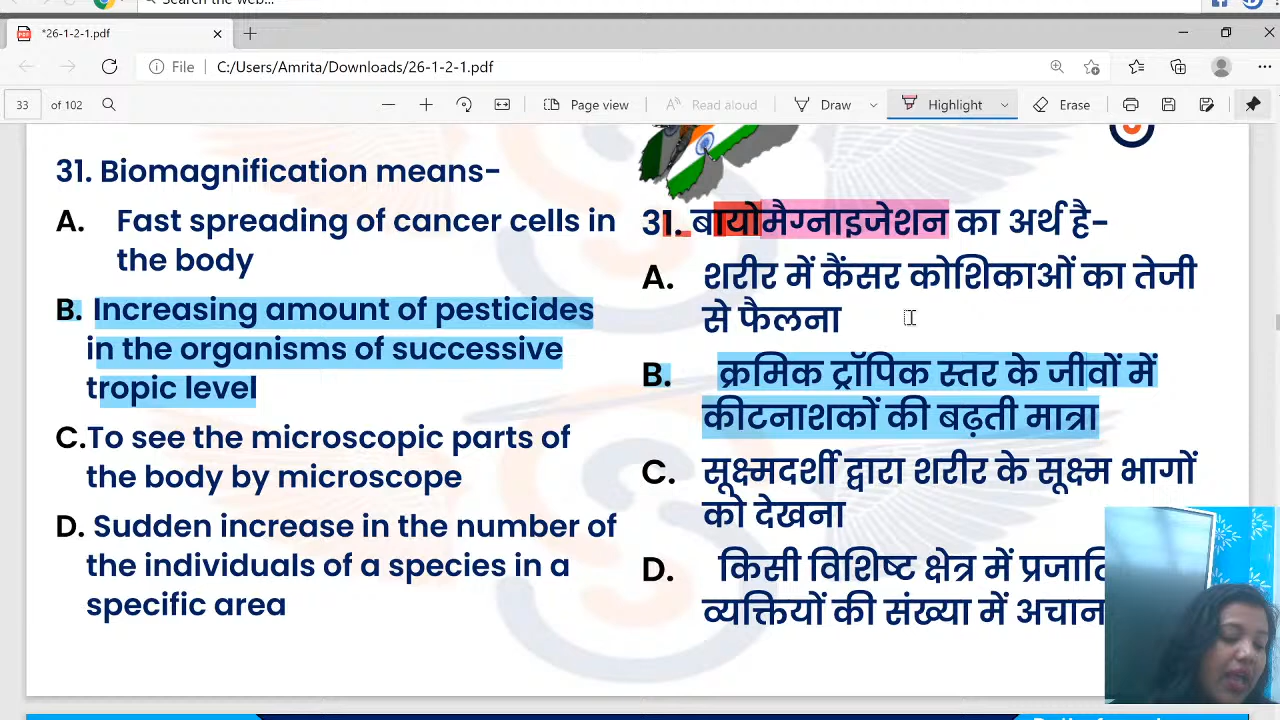 *26-1-2-1.pdf
File C:/Users/Amrita/Downloads/26-1-2-1.pdf
33 of 102 Page view Read aloud Draw Highlight Erase
31. Biomagnification means-
A. Fast spreading of cancer cells in
the body
B. Increasing amount of pesticides
in the organisms of successive
tropic level
C.To see the microscopic parts of
the body by microscope
D. Sudden increase in the number of
the individuals of a species in a
specific area
31. बायोमैग्नाइजेशन का अर्थ है-
A. शरीर में कैंसर कोशिकाओं का तेजी
से फैलना
B. क्रमिक ट्रॉपिक स्तर के जीवों में
कीटनाशकों की बढ़ती मात्रा
C. सूक्ष्मदर्शी द्वारा शरीर के सूक्ष्म भागों
को देखना
D. किसी विशिष्ट क्षेत्र में
व्यक्तियों की संख्या में